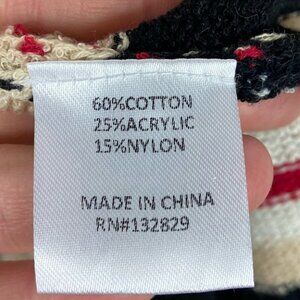 60%COTTON
25%ACRYLIC
15%NYLON
MADE IN CHINA
RN#132829